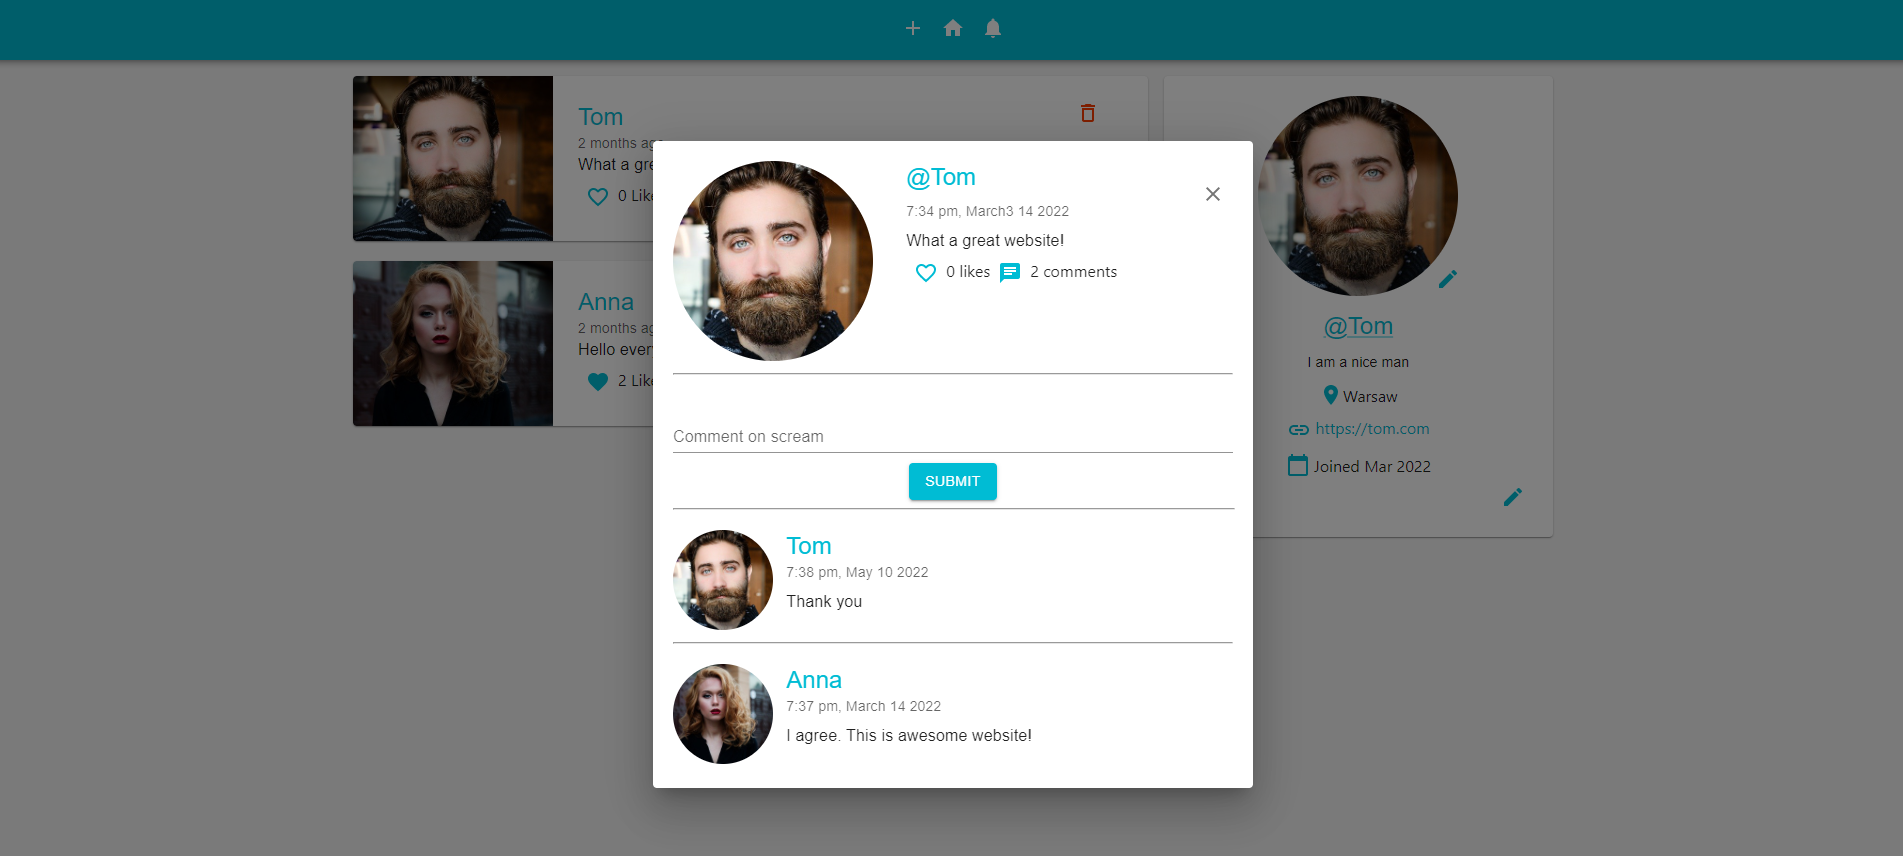 Tom
2 months ag
What a gre
0 Like
Anna
2 months ag
Hello ever
2 Like
@Tom
7:34 pm, March3 14 2022
What a great website!
0 likes 2 comments
Comment on scream
SUBMIT
Tom
7:38 pm, May 10 2022
Thank you
Anna
7:37 pm, March 14 2022
I agree. This is awesome website!
@Tom
I am a nice man
Warsaw
https://tom.com
Joined Mar 2022